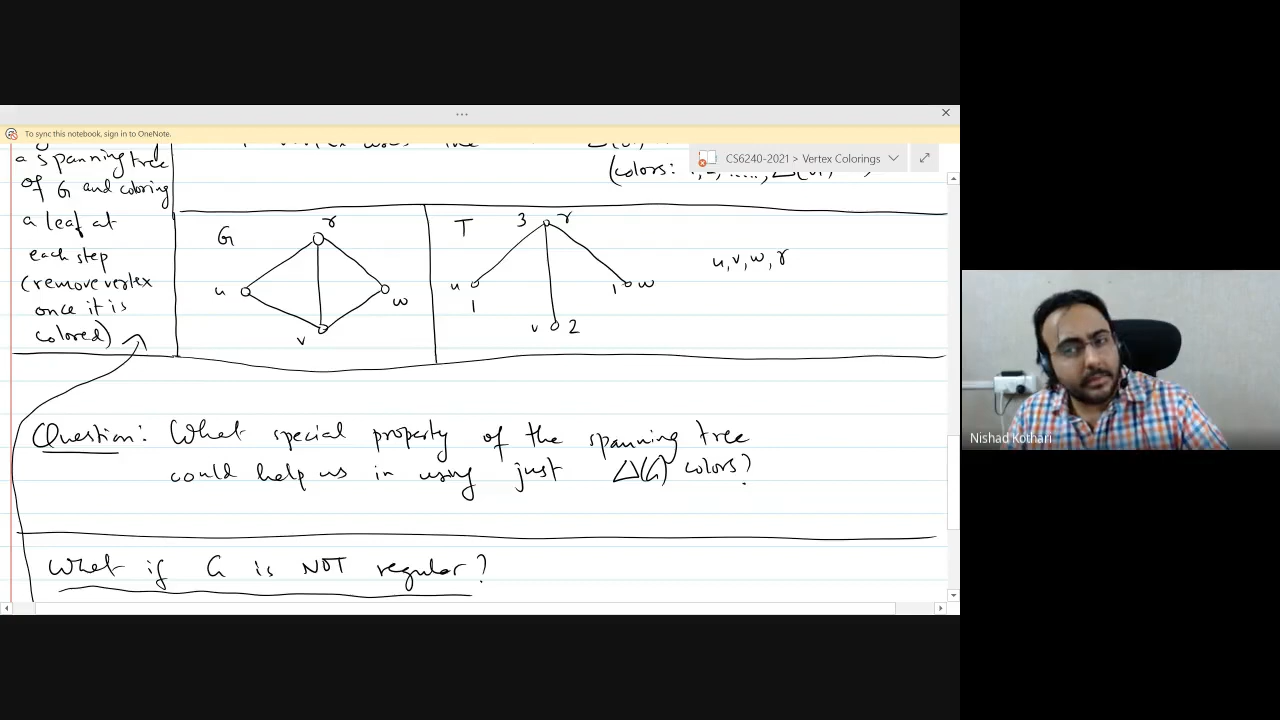 To sync this notebook, sign in to OneNote.
CS6240-2021 > Vertex Colorings
a spanning tree
of G and coloring
a leaf at
each step
(remove vertex
once it is
colored)
(colors:
G
r
u
w
v
T
3 r
u
1
1 w
v 2
u, v, w, r
Question: What special property of the spanning tree
could help us in using just Δ(G) colors?
What if G is NOT regular?
Nishad Kothari